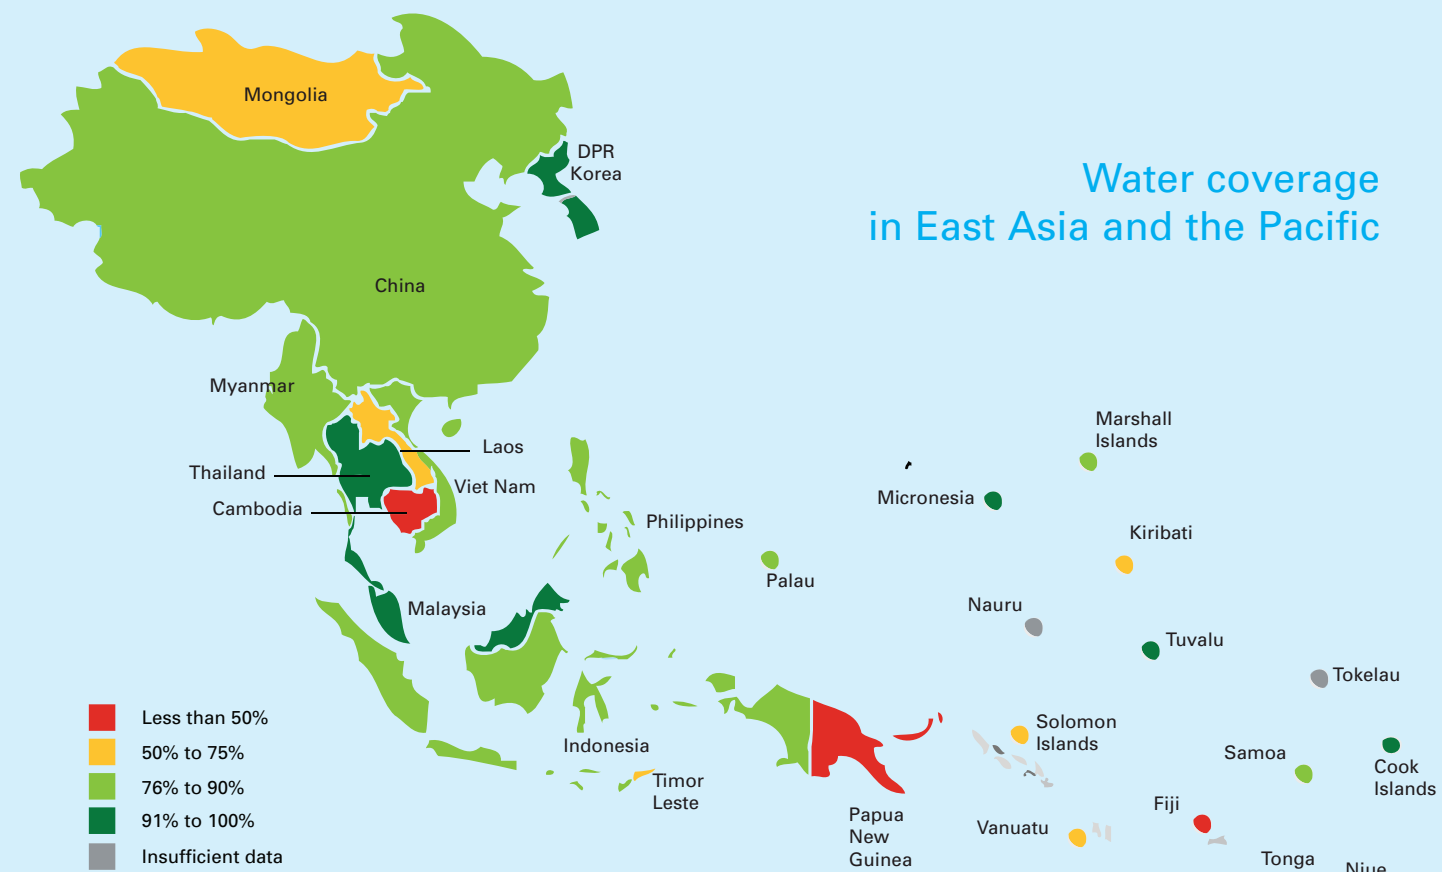 Water coverage
in East Asia and the Pacific
Mongolia
DPR
Korea
China
Myanmar
Laos
Thailand
Viet Nam
Cambodia
Philippines
Palau
Malaysia
Indonesia
Timor
Leste
Papua
New
Guinea
Marshall
Islands
Micronesia
Kiribati
Nauru
Tuvalu
Tokelau
Solomon
Islands
Samoa
Cook
Islands
Fiji
Vanuatu
Tonga
Niue
Less than 50%
50% to 75%
76% to 90%
91% to 100%
Insufficient data